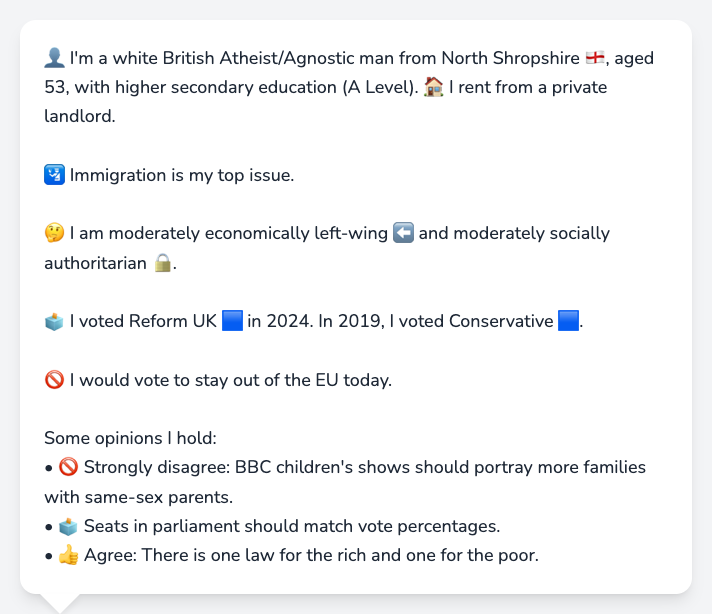 👤 I'm a white British Atheist/Agnostic man from North Shropshire 🏴󠁧󠁢󠁥󠁮󠁧󠁿, aged
53, with higher secondary education (A Level). 🏠 I rent from a private
landlord.
🛂 Immigration is my top issue.
🤔 I am moderately economically left-wing ⬅️ and moderately socially
authoritarian 🔒.
🗳️ I voted Reform UK 🟦 in 2024. In 2019, I voted Conservative 🟦.
🚫 I would vote to stay out of the EU today.
Some opinions I hold:
• 🚫 Strongly disagree: BBC children's shows should portray more families
with same-sex parents.
• 🗳️ Seats in parliament should match vote percentages.
• 👍 Agree: There is one law for the rich and one for the poor.